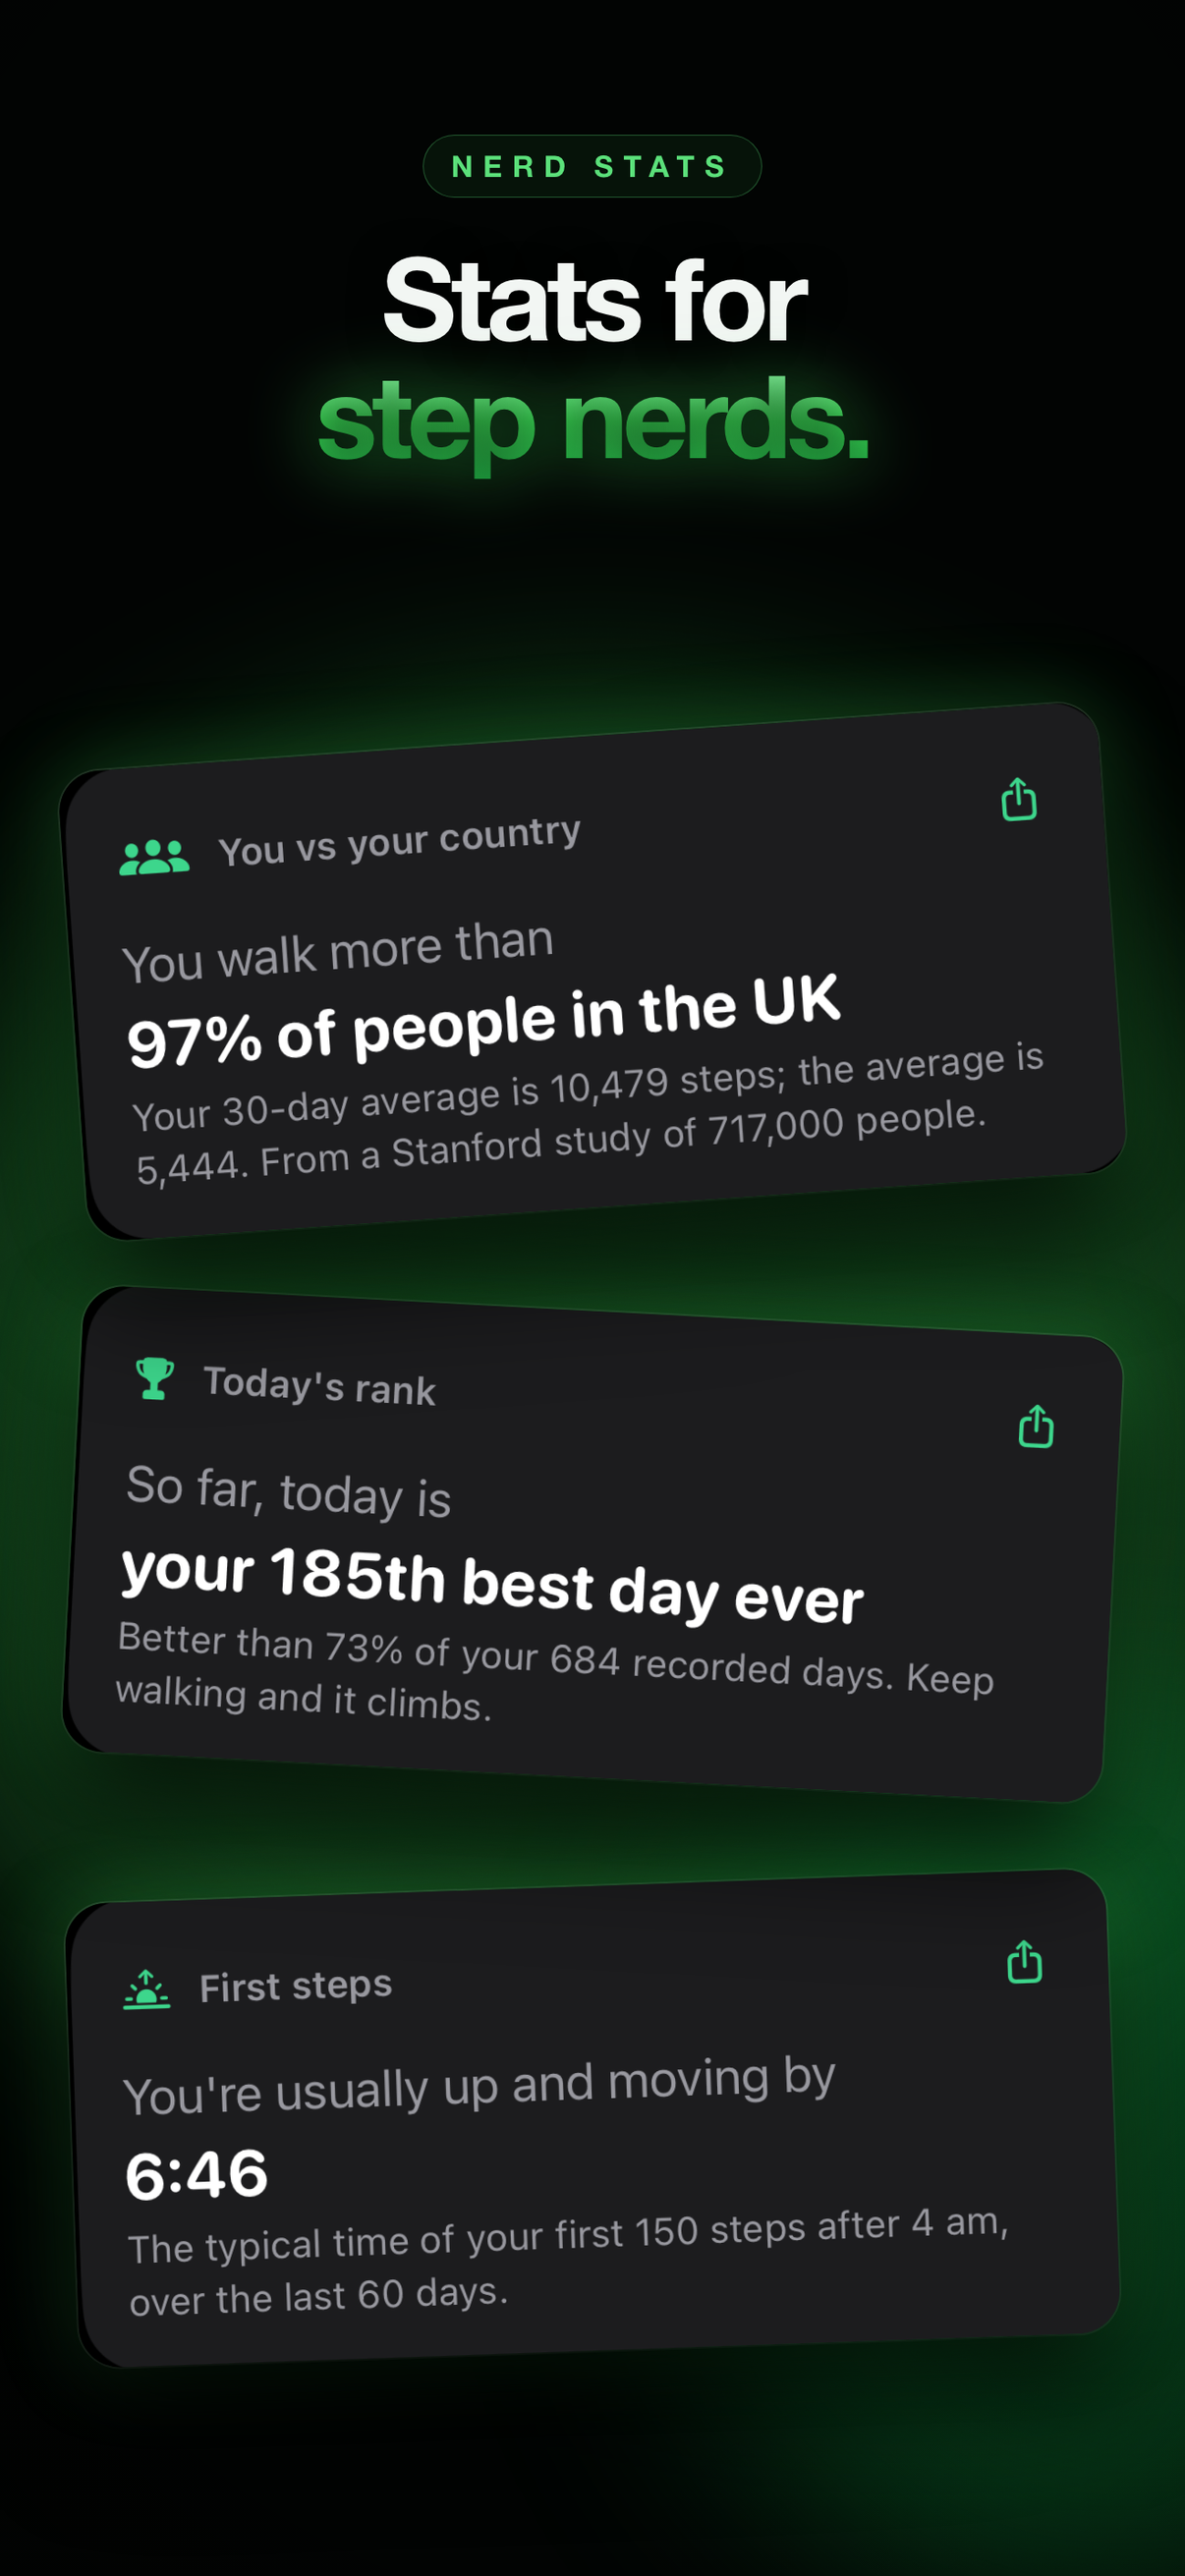 NERD STATS
Stats for
step nerds.
You vs your country
You walk more than
97% of people in the UK
Your 30-day average is 10,479 steps; the average is
5,444. From a Stanford study of 717,000 people.
Today's rank
So far, today is
your 185th best day ever
Better than 73% of your 684 recorded days. Keep
walking and it climbs.
First steps
You're usually up and moving by
6:46
The typical time of your first 150 steps after 4 am,
over the last 60 days.